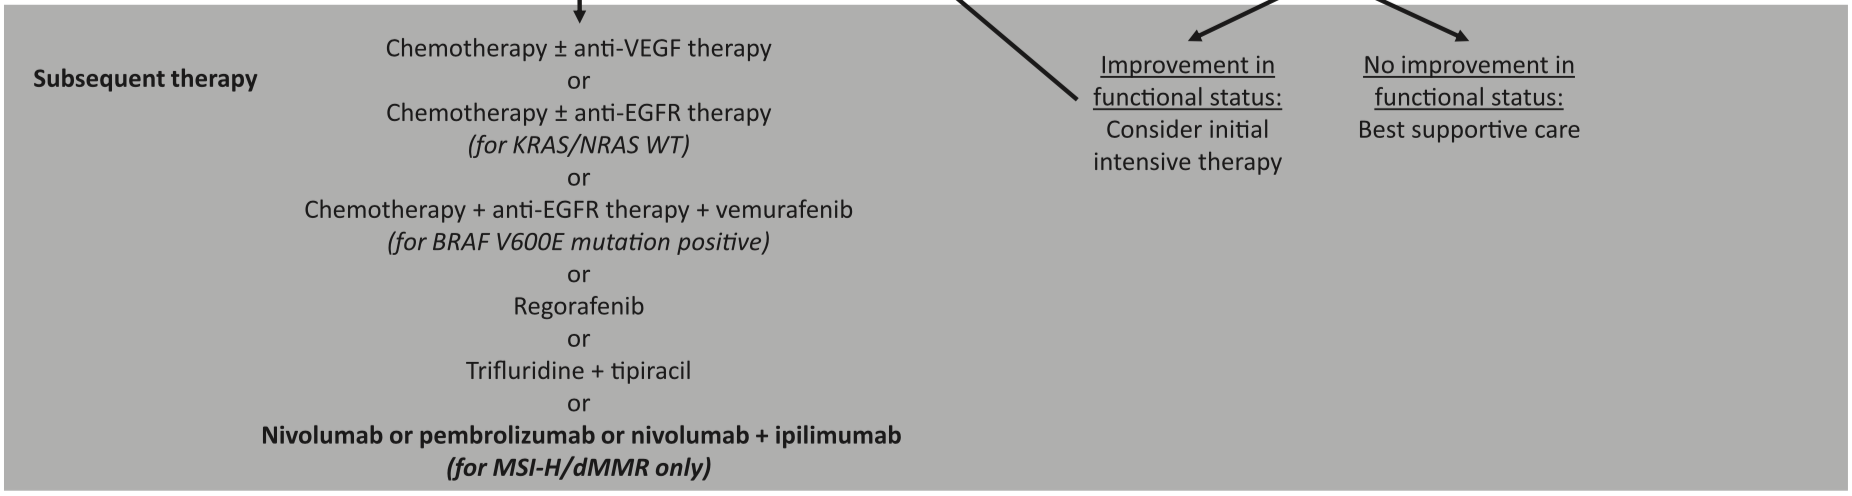 Subsequent therapy
Chemotherapy ± anti-VEGF therapy
or
Chemotherapy ± anti-EGFR therapy
(for KRAS/NRAS WT)
or
Chemotherapy + anti-EGFR therapy + vemurafenib
(for BRAF V600E mutation positive)
or
Regorafenib
or
Trifluridine + tipiracil
or
Nivolumab or pembrolizumab or nivolumab + ipilimumab
(for MSI-H/dMMR only)
Improvement in
functional status:
Consider initial
intensive therapy
No improvement in
functional status:
Best supportive care